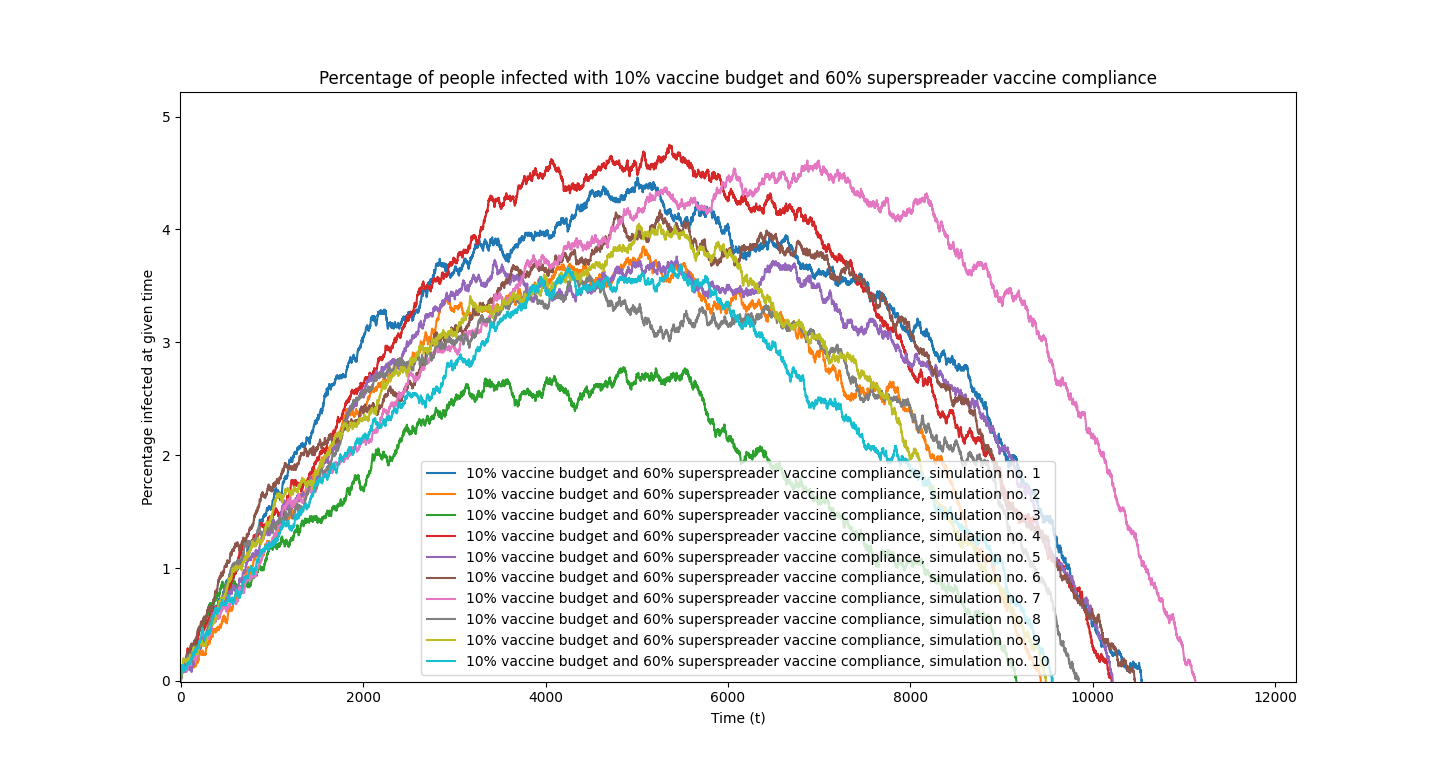 Percentage of people infected with 10% vaccine budget and 60% superspreader vaccine compliance
Percentage infected at given time
5
4
3
2
1
0
10% vaccine budget and 60% superspreader vaccine compliance, simulation no. 1
10% vaccine budget and 60% superspreader vaccine compliance, simulation no. 2
10% vaccine budget and 60% superspreader vaccine compliance, simulation no. 3
10% vaccine budget and 60% superspreader vaccine compliance, simulation no. 4
10% vaccine budget and 60% superspreader vaccine compliance, simulation no. 5
10% vaccine budget and 60% superspreader vaccine compliance, simulation no. 6
10% vaccine budget and 60% superspreader vaccine compliance, simulation no. 7
10% vaccine budget and 60% superspreader vaccine compliance, simulation no. 8
10% vaccine budget and 60% superspreader vaccine compliance, simulation no. 9
10% vaccine budget and 60% superspreader vaccine compliance, simulation no. 10
0 2000 4000 6000 8000 10000 12000
Time (t)